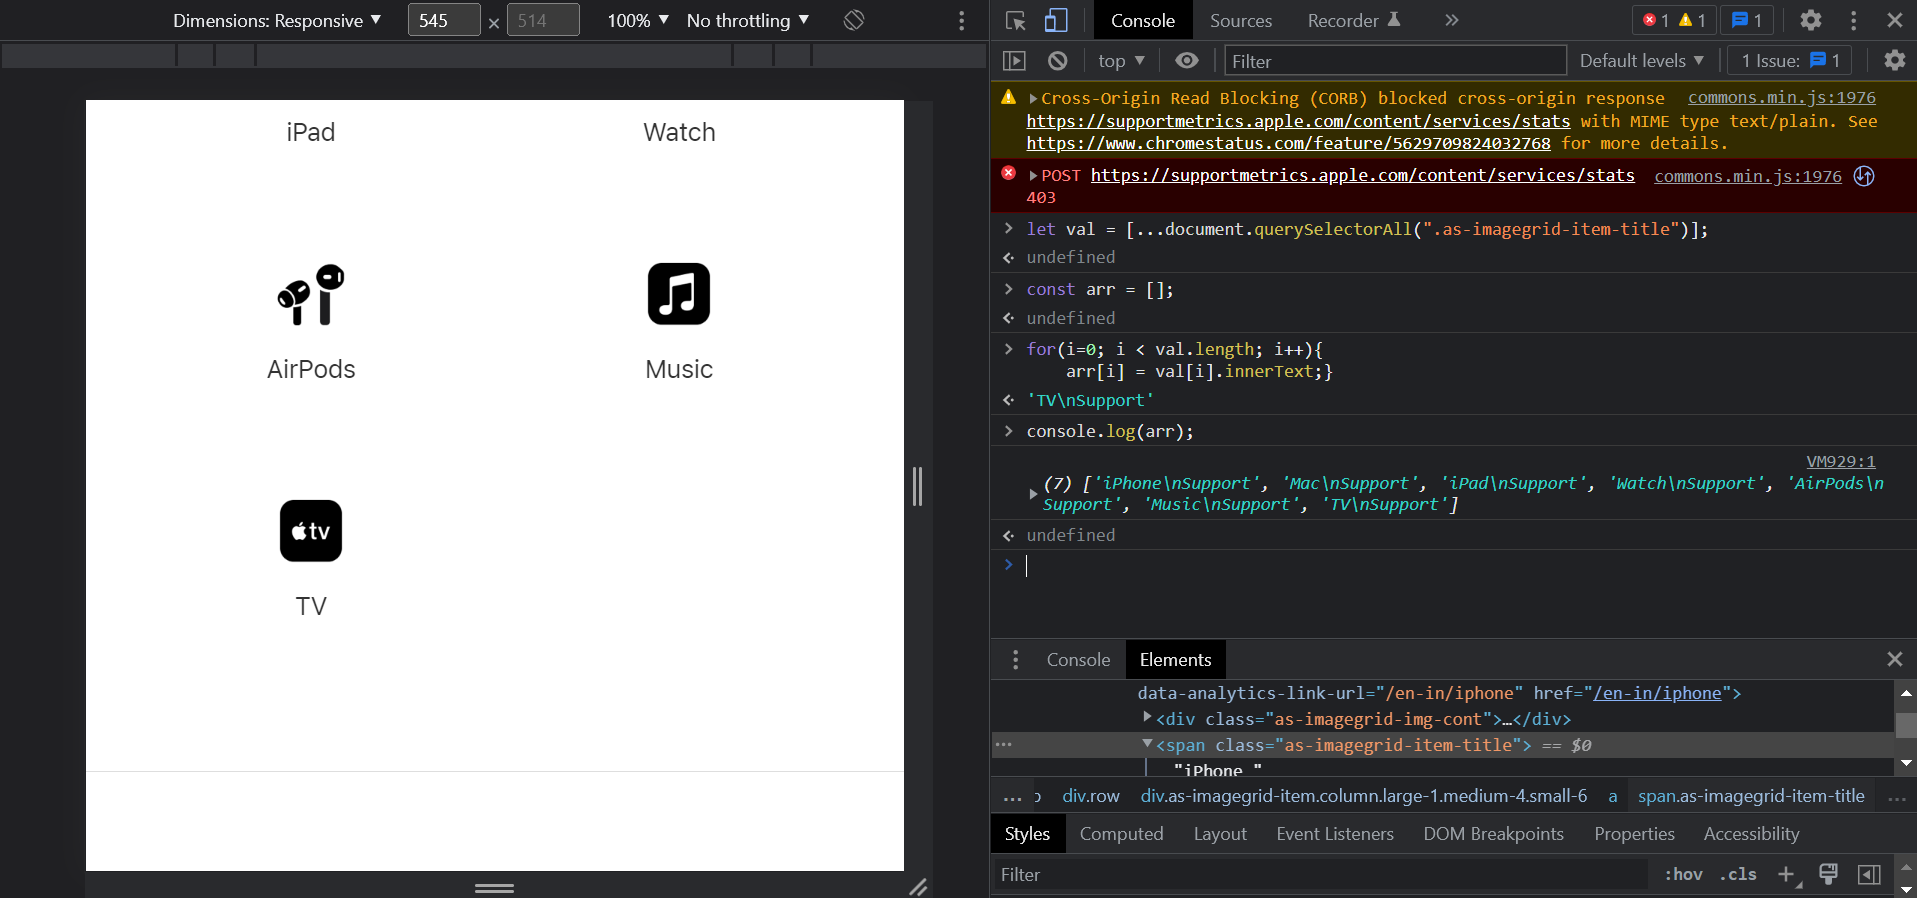 Dimensions: Responsive ▼ 545 × 514 100% ▼ No throttling ▼
iPad
Watch
AirPods
Music
tv
TV
Console Sources Recorder » 1 1 1
top ▼ Filter Default levels ▼ 1 Issue: 1
Cross-Origin Read Blocking (CORB) blocked cross-origin response commons.min.js:1976
https://supportmetrics.apple.com/content/services/stats with MIME type text/plain. See
https://www.chromestatus.com/feature/5629709824032768 for more details.
POST https://supportmetrics.apple.com/content/services/stats commons.min.js:1976
403
> let val = [...document.querySelectorAll(".as-imagegrid-item-title")];
undefined
> const arr = [];
undefined
> for(i=0; i < val.length; i++){
arr[i] = val[i].innerText;}
'TV\nSupport'
> console.log(arr);
VM929:1
(7) ['iPhone\nSupport', 'Mac\nSupport', 'iPad\nSupport', 'Watch\nSupport', 'AirPods\n
Support', 'Music\nSupport', 'TV\nSupport']
undefined
>
Console Elements
data-analytics-link-url="/en-in/iphone" href="/en-in/iphone">
<div class="as-imagegrid-img-cont">…</div>
<span class="as-imagegrid-item-title"> == $0
"iPhone "
... div.row div.as-imagegrid-item.column.large-1.medium-4.small-6 a span.as-imagegrid-item-title ...
Styles Computed Layout Event Listeners DOM Breakpoints Properties Accessibility
Filter :hov .cls +